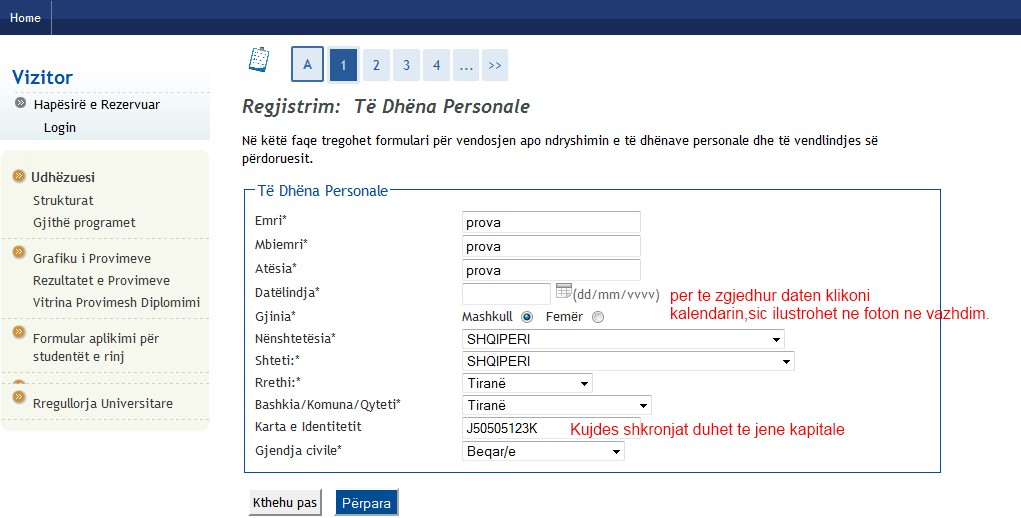 Home
A 1 2 3 4 ... >>
Vizitor
Hapësirë e Rezervuar
Login
Udhëzuesi
Strukturat
Gjithë programet
Grafiku i Provimeve
Rezultatet e Provimeve
Vitrina Provimesh Diplomimi
Formular aplikimi për
studentët e rinj
Rregullorja Universitare
Regjistrim: Të Dhëna Personale
Në këtë faqe tregohet formulari për vendosjen apo ndryshimin e të dhënave personale dhe të vendlindjes së
përdoruesit.
Të Dhëna Personale
Emri* prova
Mbiemri* prova
Atësia* prova
Datëlindja* (dd/mm/vvvv) per te zgjedhur daten klikoni
kalendarin,sic ilustrohet ne foton ne vazhdim.
Gjinia* Mashkull Femër
Nënshtetësia* SHQIPERI
Shteti:* SHQIPERI
Rrethi:* Tiranë
Bashkia/Komuna/Qyteti* Tiranë
Karta e Identitetit J50505123K Kujdes shkronjat duhet te jene kapitale
Gjendja civile* Beqar/e
Kthehu pas Përpara